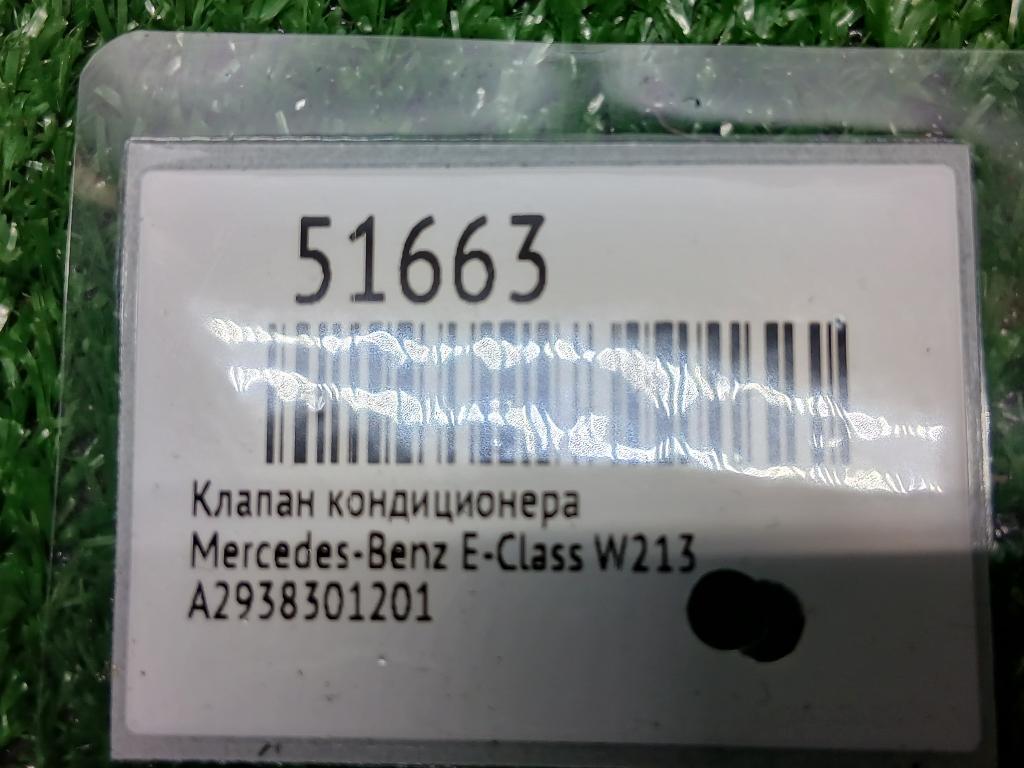 51663
Клапан кондиционера
Mercedes-Benz E-Class W213
A2938301201